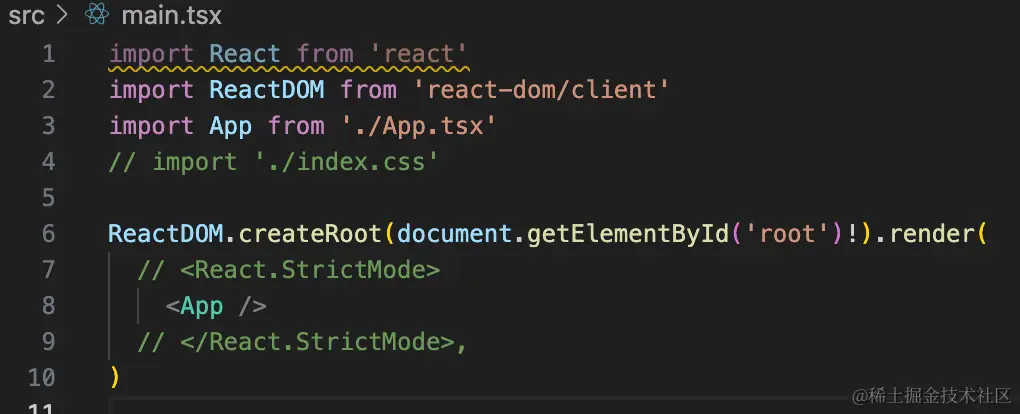 src > main.tsx
1 import React from 'react'
2 import ReactDOM from 'react-dom/client'
3 import App from './App.tsx'
4 // import './index.css'
5
6 ReactDOM.createRoot(document.getElementById('root')!).render(
7   // <React.StrictMode>
8     <App />
9   // </React.StrictMode>,
10 )
11
@稀土掘金技术社区